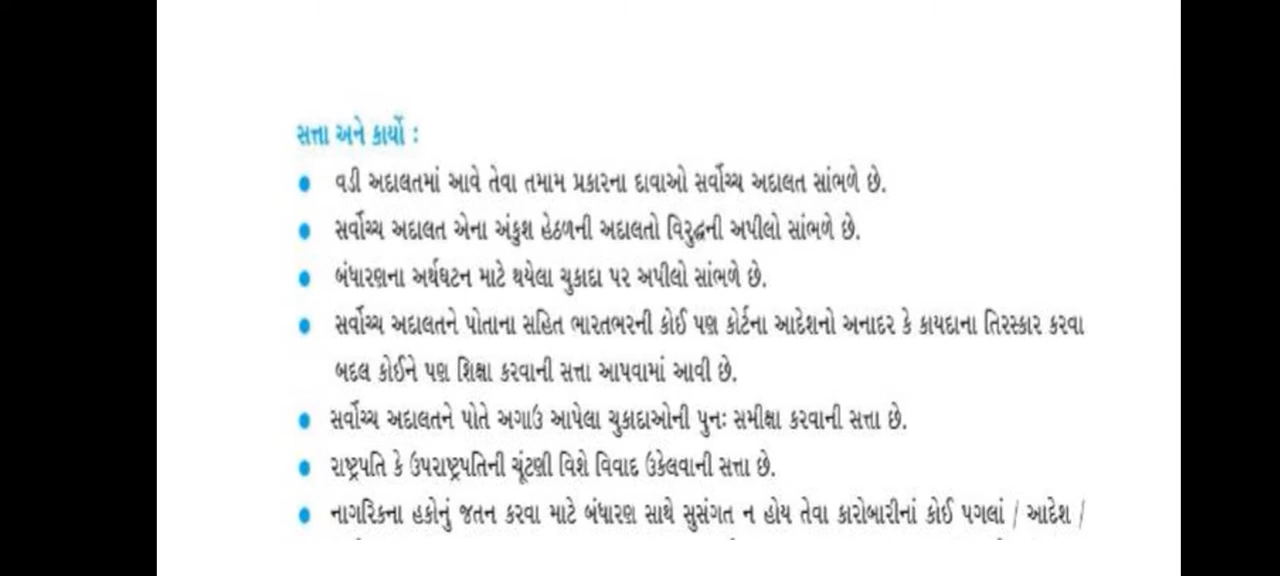 સત્તા અને કાર્યો :
• વડી અદાલતમાં આવે તેવા તમામ પ્રકારના દાવાઓ સર્વોચ્ચ અદાલત સાંભળે છે.
• સર્વોચ્ચ અદાલત એના અંકુશ હેઠળની અદાલતો વિરુદ્ધની અપીલો સાંભળે છે.
• બંધારણના અર્થઘટન માટે થયેલા ચુકાદા પર અપીલો સાંભળે છે.
• સર્વોચ્ચ અદાલતને પોતાના સહિત ભારતભરની કોઈ પણ કોર્ટના આદેશનો અનાદર કે કાયદાના તિરસ્કાર કરવા
બદલ કોઈને પણ શિક્ષા કરવાની સત્તા આપવામાં આવી છે.
• સર્વોચ્ચ અદાલતને પોતે અગાઉ આપેલા ચુકાદાઓની પુનઃ સમીક્ષા કરવાની સત્તા છે.
• રાષ્ટ્રપતિ કે ઉપરાષ્ટ્રપતિની ચૂંટણી વિશે વિવાદ ઉકેલવાની સત્તા છે.
• નાગરિકના હકોનું જતન કરવા માટે બંધારણ સાથે સુસંગત ન હોય તેવા કારોબારીનાં કોઈ પગલાં / આદેશ /